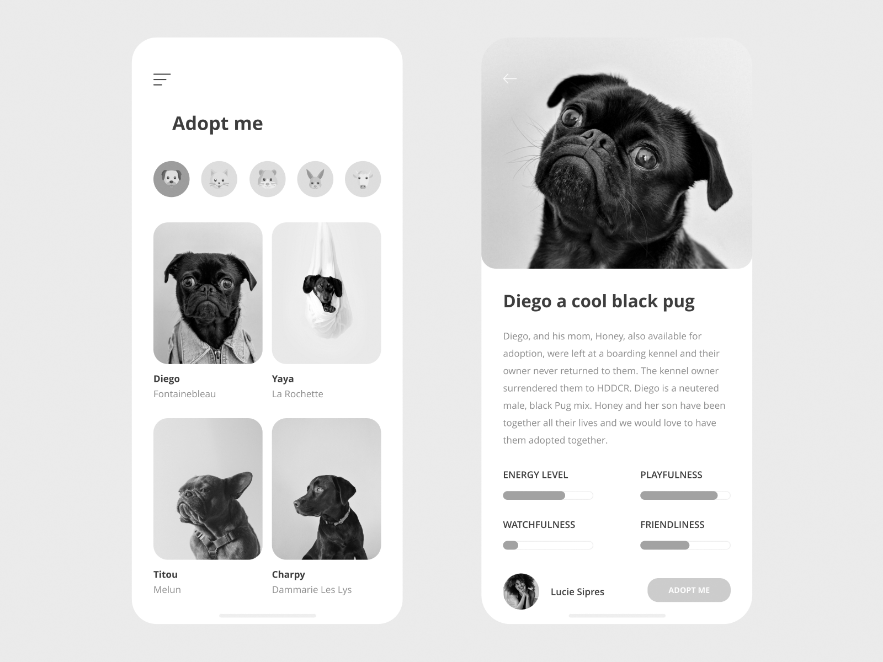 Adopt me
Diego
Fontainebleau
Yaya
La Rochette
Titou
Melun
Charpy
Dammarie Les Lys
Diego a cool black pug
Diego, and his mom, Honey, also available for
adoption, were left at a boarding kennel and their
owner never returned to them. The kennel owner
surrendered them to HDDCR. Diego is a neutered
male, black Pug mix. Honey and her son have been
together all their lives and we would love to have
them adopted together.
ENERGY LEVEL
PLAYFULNESS
WATCHFULNESS
FRIENDLINESS
Lucie Sipres
ADOPT ME